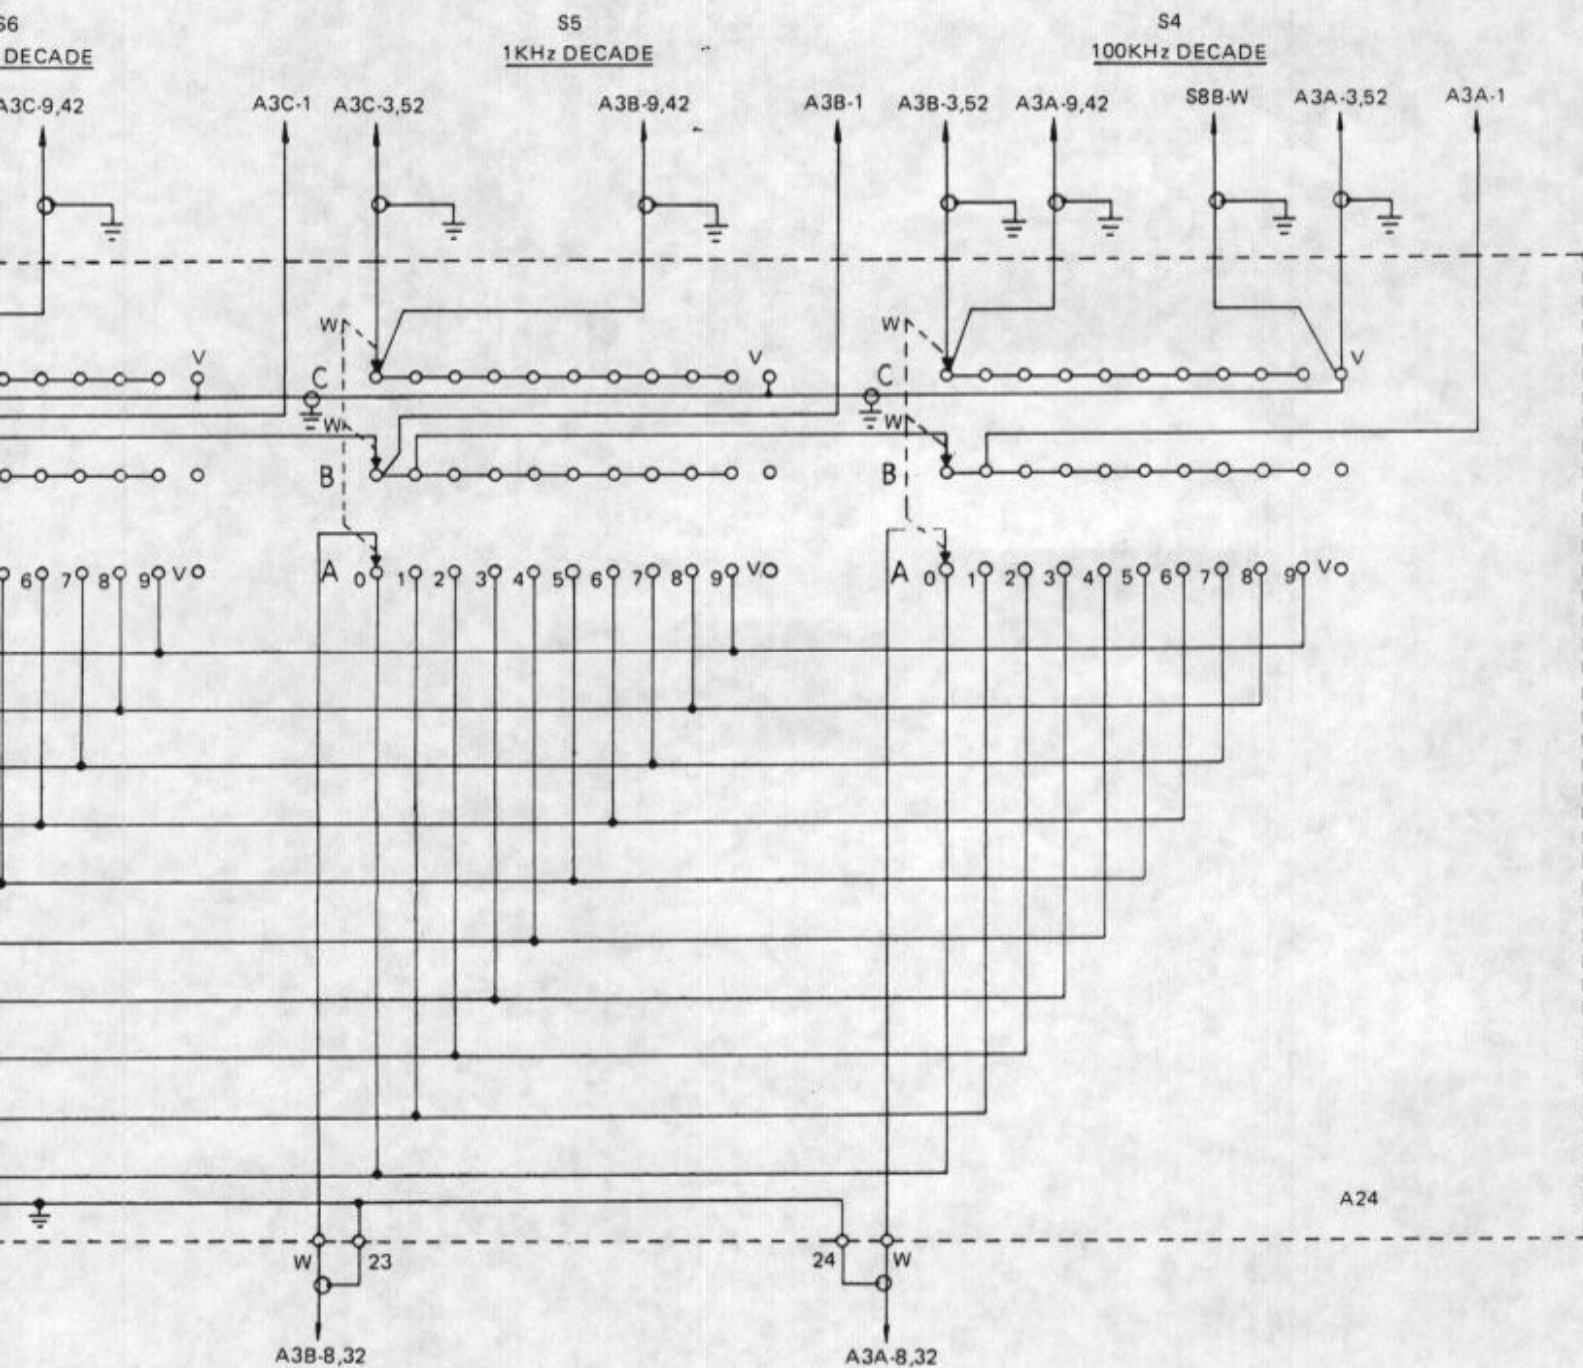 S6 S5 S4
DECADE 1KHz DECADE 100KHz DECADE
A3C-9,42 A3C-1 A3C-3,52 A3B-9,42 A3B-1 A3B-3,52 A3A-9,42 S8B-W A3A-3,52 A3A-1
W W
V V V
C C
W W
B B
6 7 8 9 V A 0 1 2 3 4 5 6 7 8 9 V A 0 1 2 3 4 5 6 7 8 9 V
A24
W 23 24 W
A3B-8,32 A3A-8,32